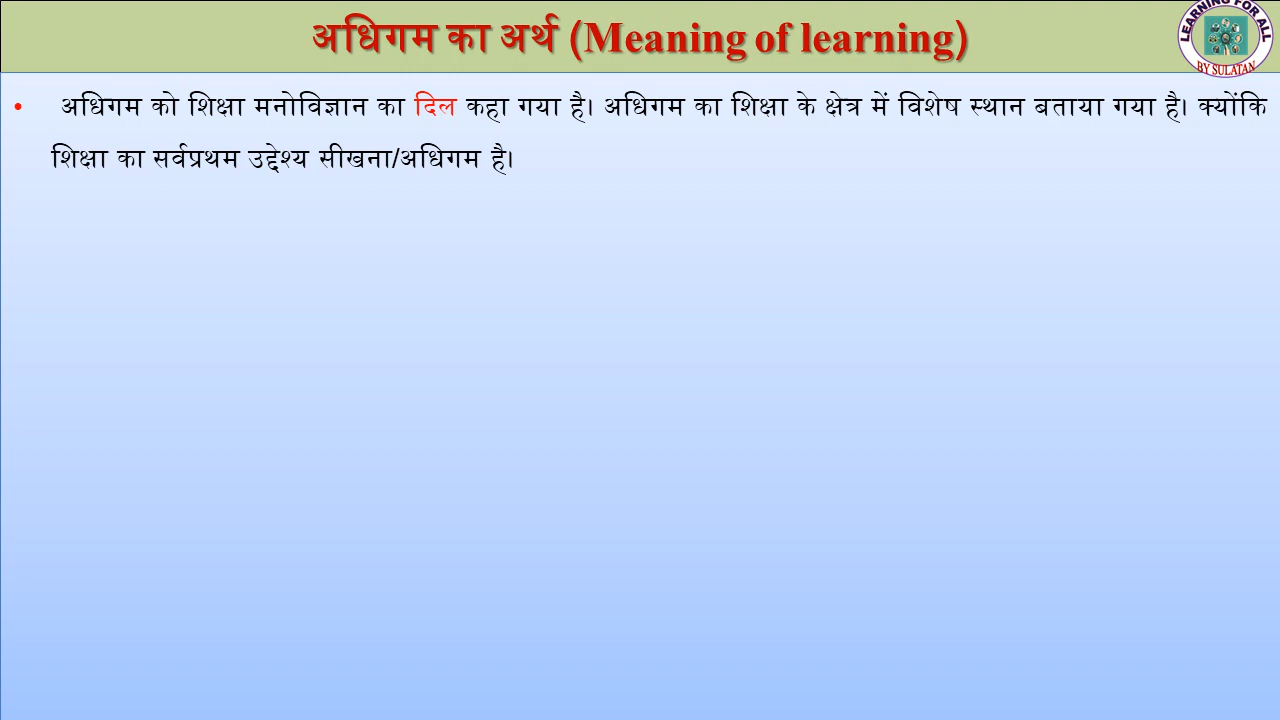 अधिगम का अर्थ (Meaning of learning)
LEARNING FOR ALL
BY SULATAN
• अधिगम को शिक्षा मनोविज्ञान का दिल कहा गया है। अधिगम का शिक्षा के क्षेत्र में विशेष स्थान बताया गया है। क्योंकि
शिक्षा का सर्वप्रथम उद्देश्य सीखना/अधिगम है।